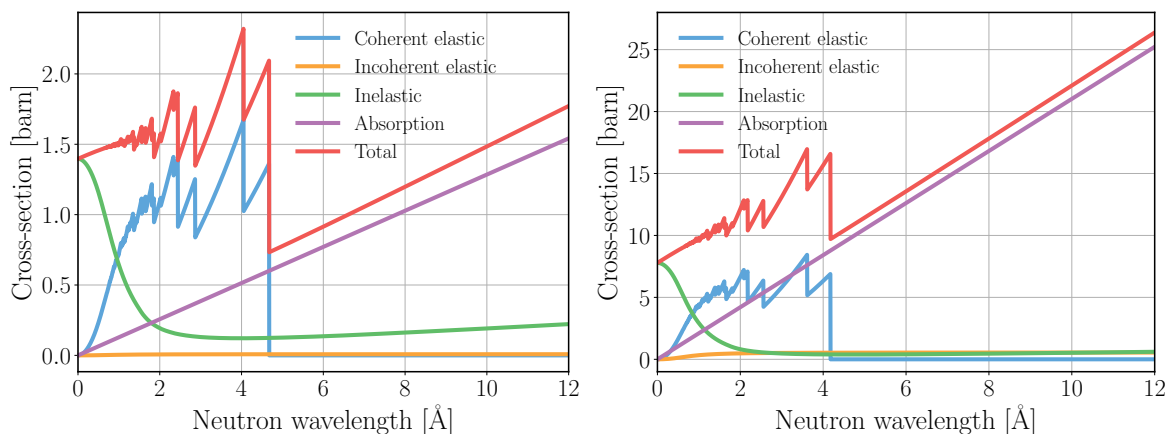 Cross-section [barn]
2.0
1.5
1.0
0.5
0.0
Coherent elastic
Incoherent elastic
Inelastic
Absorption
Total
0 2 4 6 8 10 12
Neutron wavelength [Å]
Cross-section [barn]
25
20
15
10
5
0
Coherent elastic
Incoherent elastic
Inelastic
Absorption
Total
0 2 4 6 8 10 12
Neutron wavelength [Å]